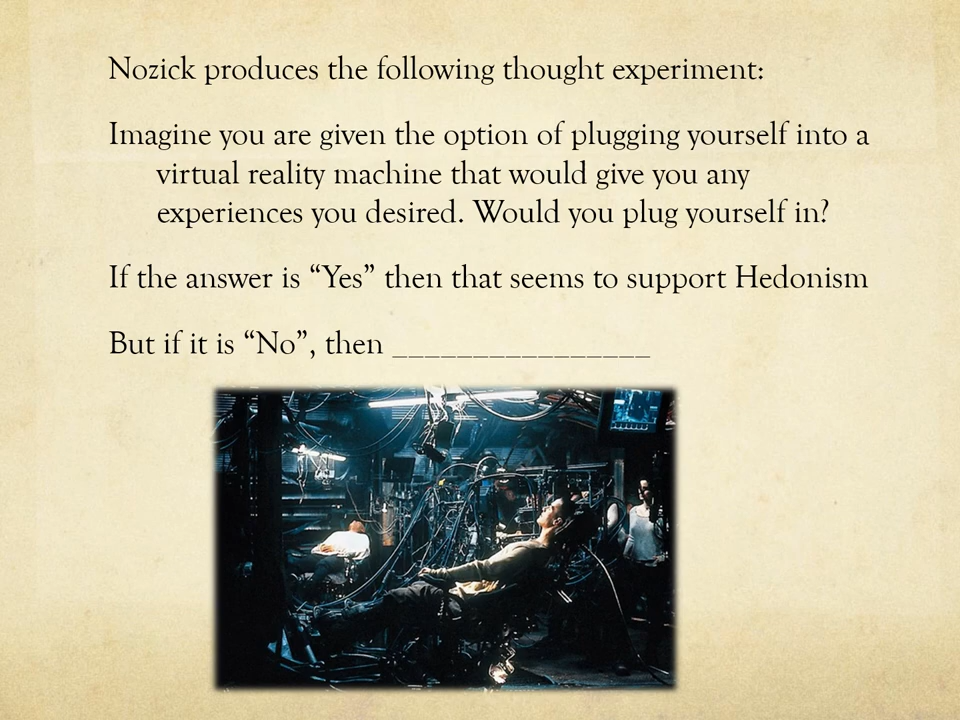 Nozick produces the following thought experiment:
Imagine you are given the option of plugging yourself into a
virtual reality machine that would give you any
experiences you desired. Would you plug yourself in?
If the answer is “Yes” then that seems to support Hedonism
But if it is “No”, then ________________